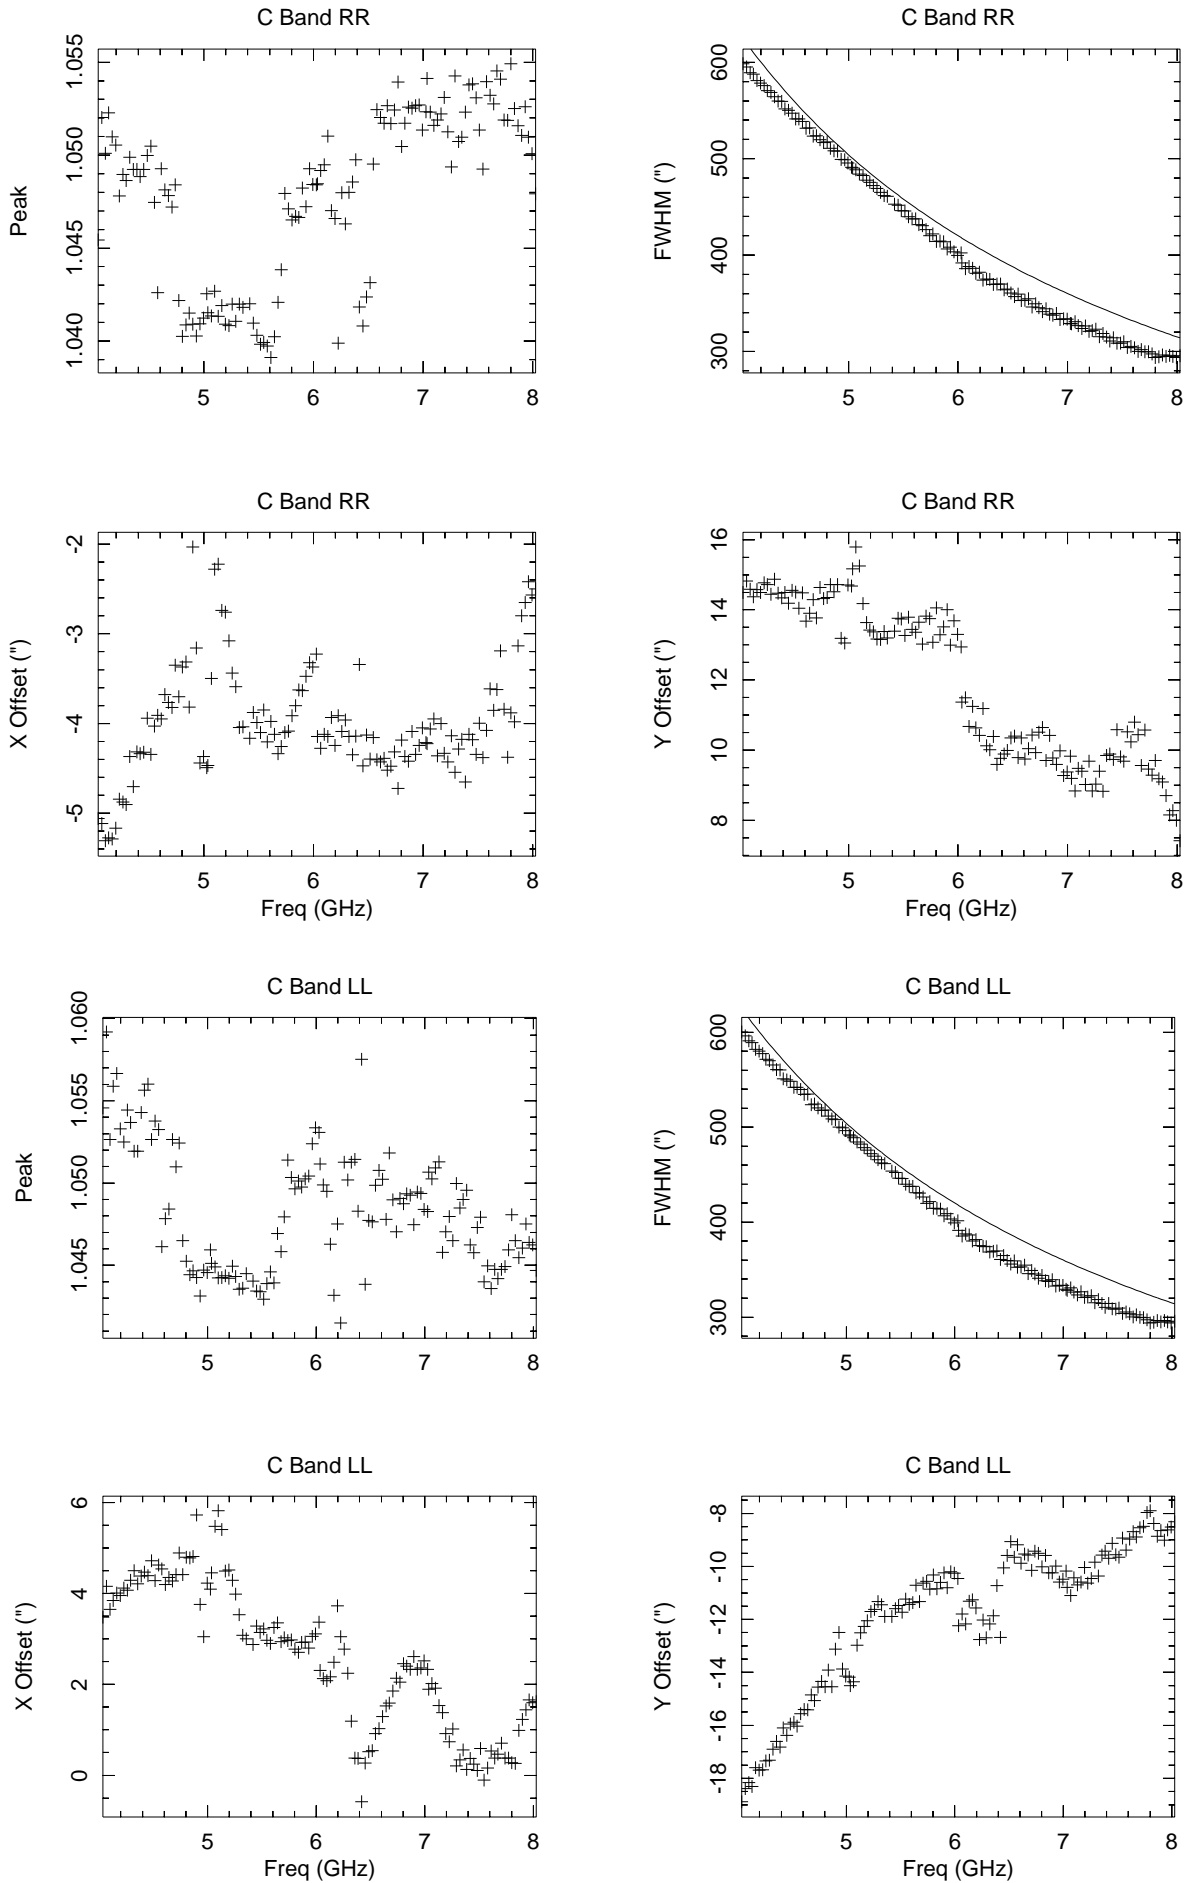 C Band RR
Peak
1.055
1.050
1.045
1.040
5 6 7 8
C Band RR
FWHM (")
600
500
400
300
5 6 7 8
C Band RR
X Offset (")
-2
-3
-4
-5
5 6 7 8
Freq (GHz)
C Band RR
Y Offset (")
16
14
12
10
8
5 6 7 8
Freq (GHz)
C Band LL
Peak
1.060
1.055
1.050
1.045
5 6 7 8
C Band LL
FWHM (")
600
500
400
300
5 6 7 8
C Band LL
X Offset (")
6
4
2
0
5 6 7 8
Freq (GHz)
C Band LL
Y Offset (")
-8
-10
-12
-14
-16
-18
5 6 7 8
Freq (GHz)